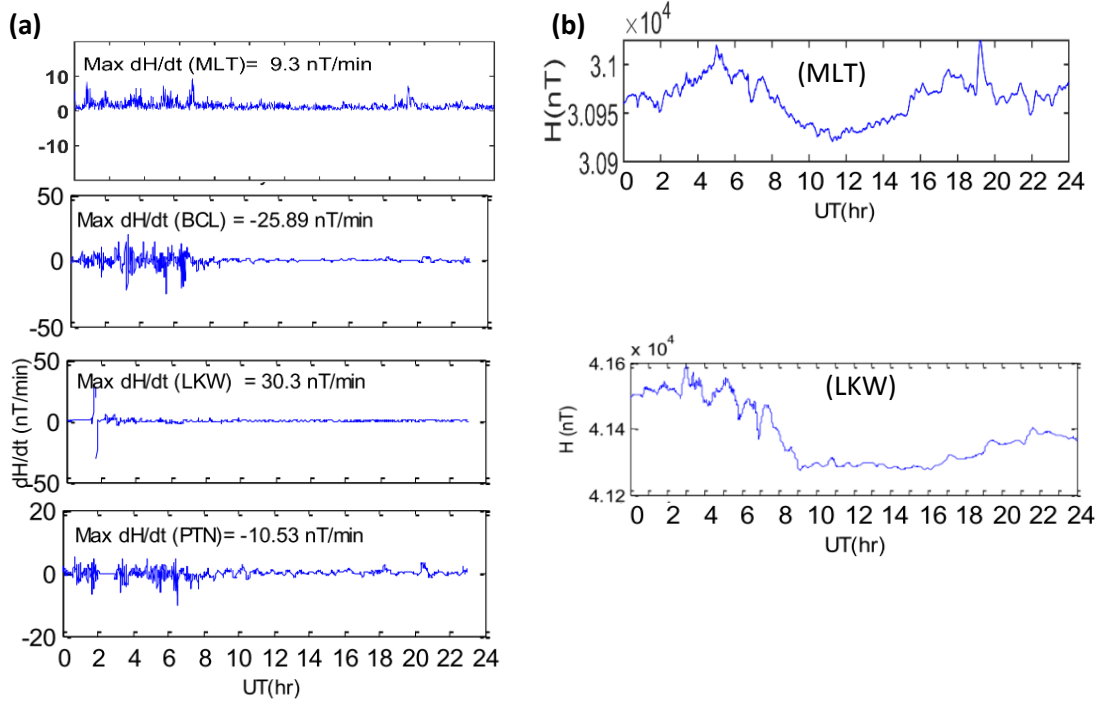 (a)
Max dH/dt (MLT)= 9.3 nT/min
10
0
-10
50
Max dH/dt (BCL) = -25.89 nT/min
0
-50
50
Max dH/dt (LKW) = 30.3 nT/min
0
-50
dH/dt (nT/min)
20
Max dH/dt (PTN)= -10.53 nT/min
0
-20
0 2 4 6 8 10 12 14 16 18 20 22 24
UT(hr)
(b)
×10⁴
(MLT)
3.1
3.095
3.09
H(nT)
0 2 4 6 8 10 12 14 16 18 20 22 24
UT(hr)
x 10⁴
4.16
(LKW)
4.14
4.12
H (nT)
0 2 4 6 8 10 12 14 16 18 20 22 24
UT(hr)